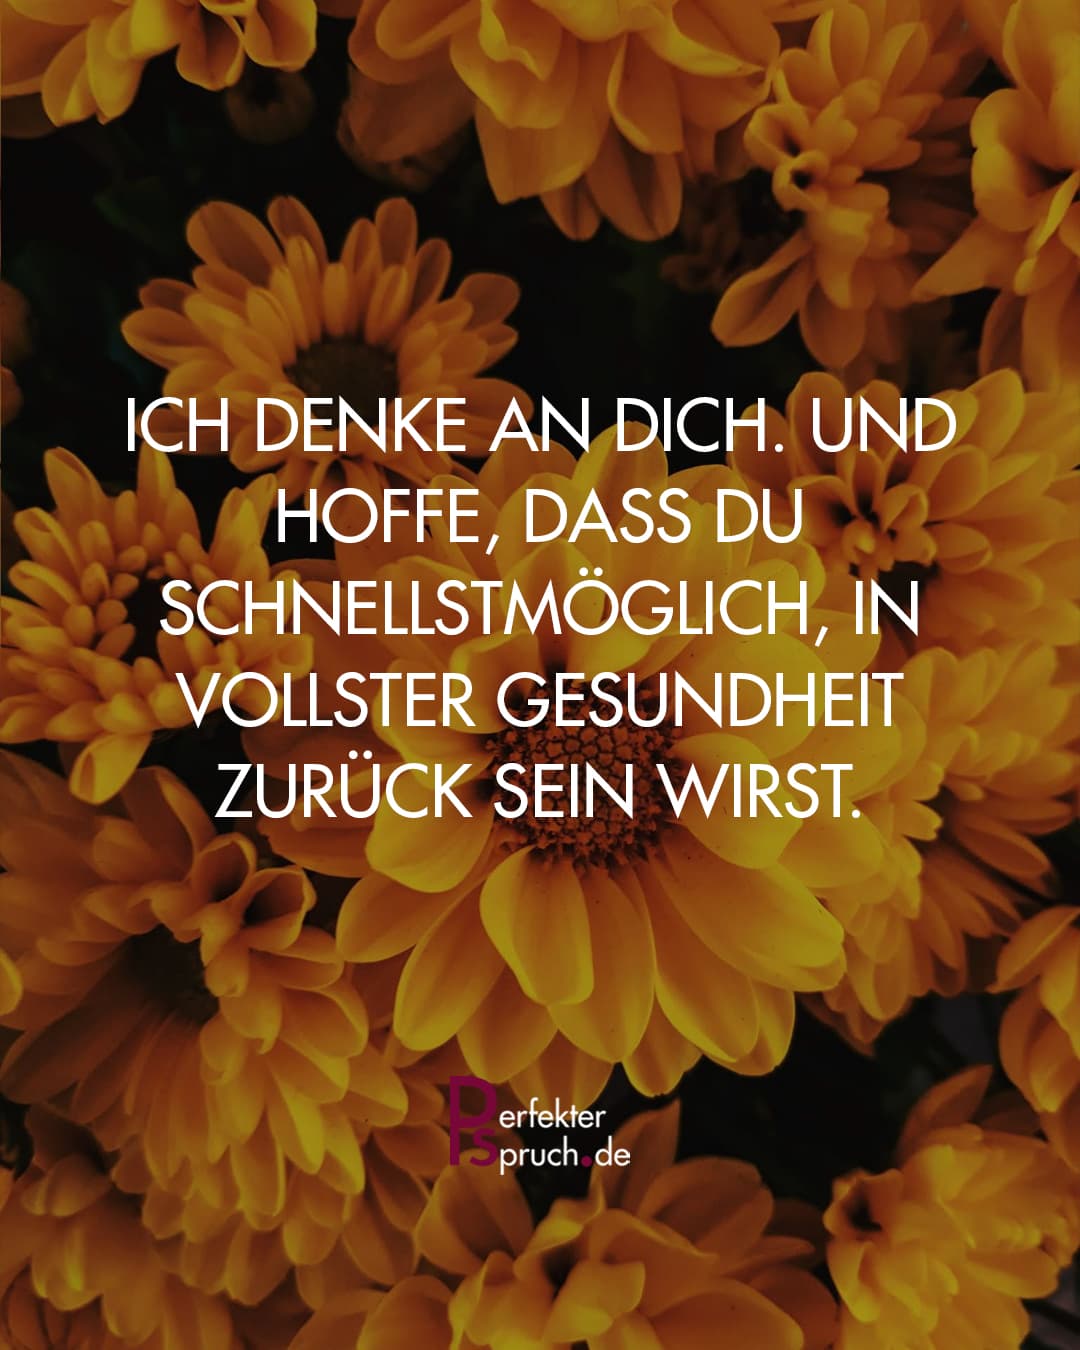 ICH DENKE AN DICH. UND
HOFFE, DASS DU
SCHNELLSTMÖGLICH, IN
VOLLSTER GESUNDHEIT
ZURÜCK SEIN WIRST.
Perfekter
Spruch.de